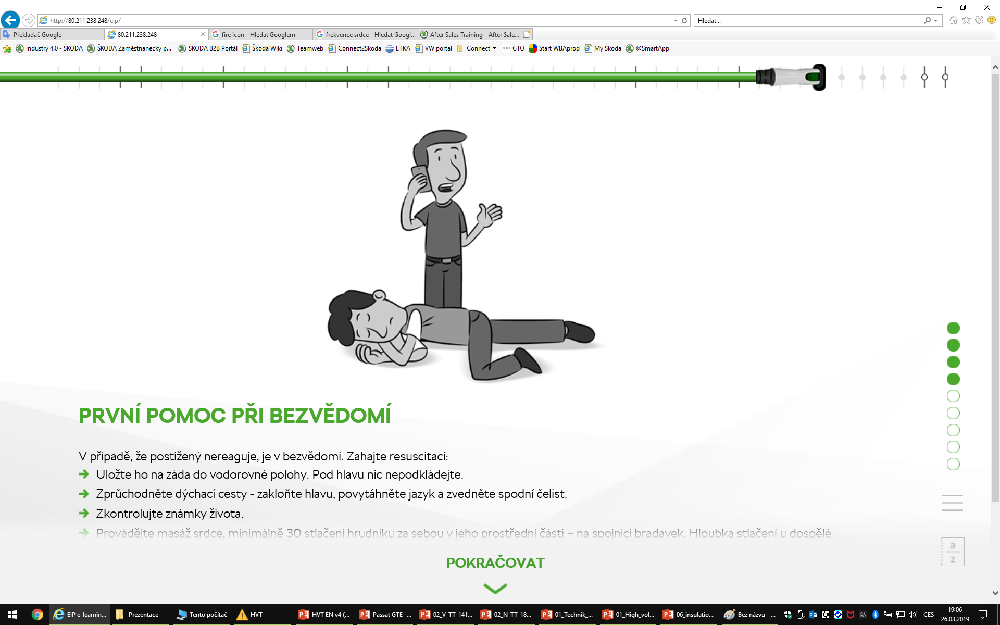 http://80.211.238.248/eip/
Hledat...
Překladač Google
80.211.238.248
fire icon - Hledat Googlem
frekvence srdce - Hledat Googl...
After Sales Training - After Sale...
Industry 4.0 - ŠKODA
ŠKODA Zaměstnanecký p...
ŠKODA B2B Portál
Škoda Wiki
Teamweb
Connect2Skoda
ETKA
VW portal
Connect
GTO
Start WBAprod
My Škoda
@SmartApp
PRVNÍ POMOC PŘI BEZVĚDOMÍ
V případě, že postižený nereaguje, je v bezvědomí. Zahajte resuscitaci:
Uložte ho na záda do vodorovné polohy. Pod hlavu nic nepodkládejte.
Zprůchodněte dýchací cesty - zakloňte hlavu, povytáhněte jazyk a zvedněte spodní čelist.
Zkontrolujte známky života.
Provádějte masáž srdce, minimálně 30 stlačení hrudníku za sebou v jeho prostřední části – na spojnici bradavek. Hloubka stlačení u dospělé
POKRAČOVAT
a
z
EIP e-learnin...
Prezentace
Tento počítač
HVT
HVT EN v4 (...
Passat GTE -...
02_V-TT-141...
02_N-TT-18...
01_Technik_...
01_High_vol...
06_insulatio...
Bez názvu - ...
CES
19:06
26.03.2019